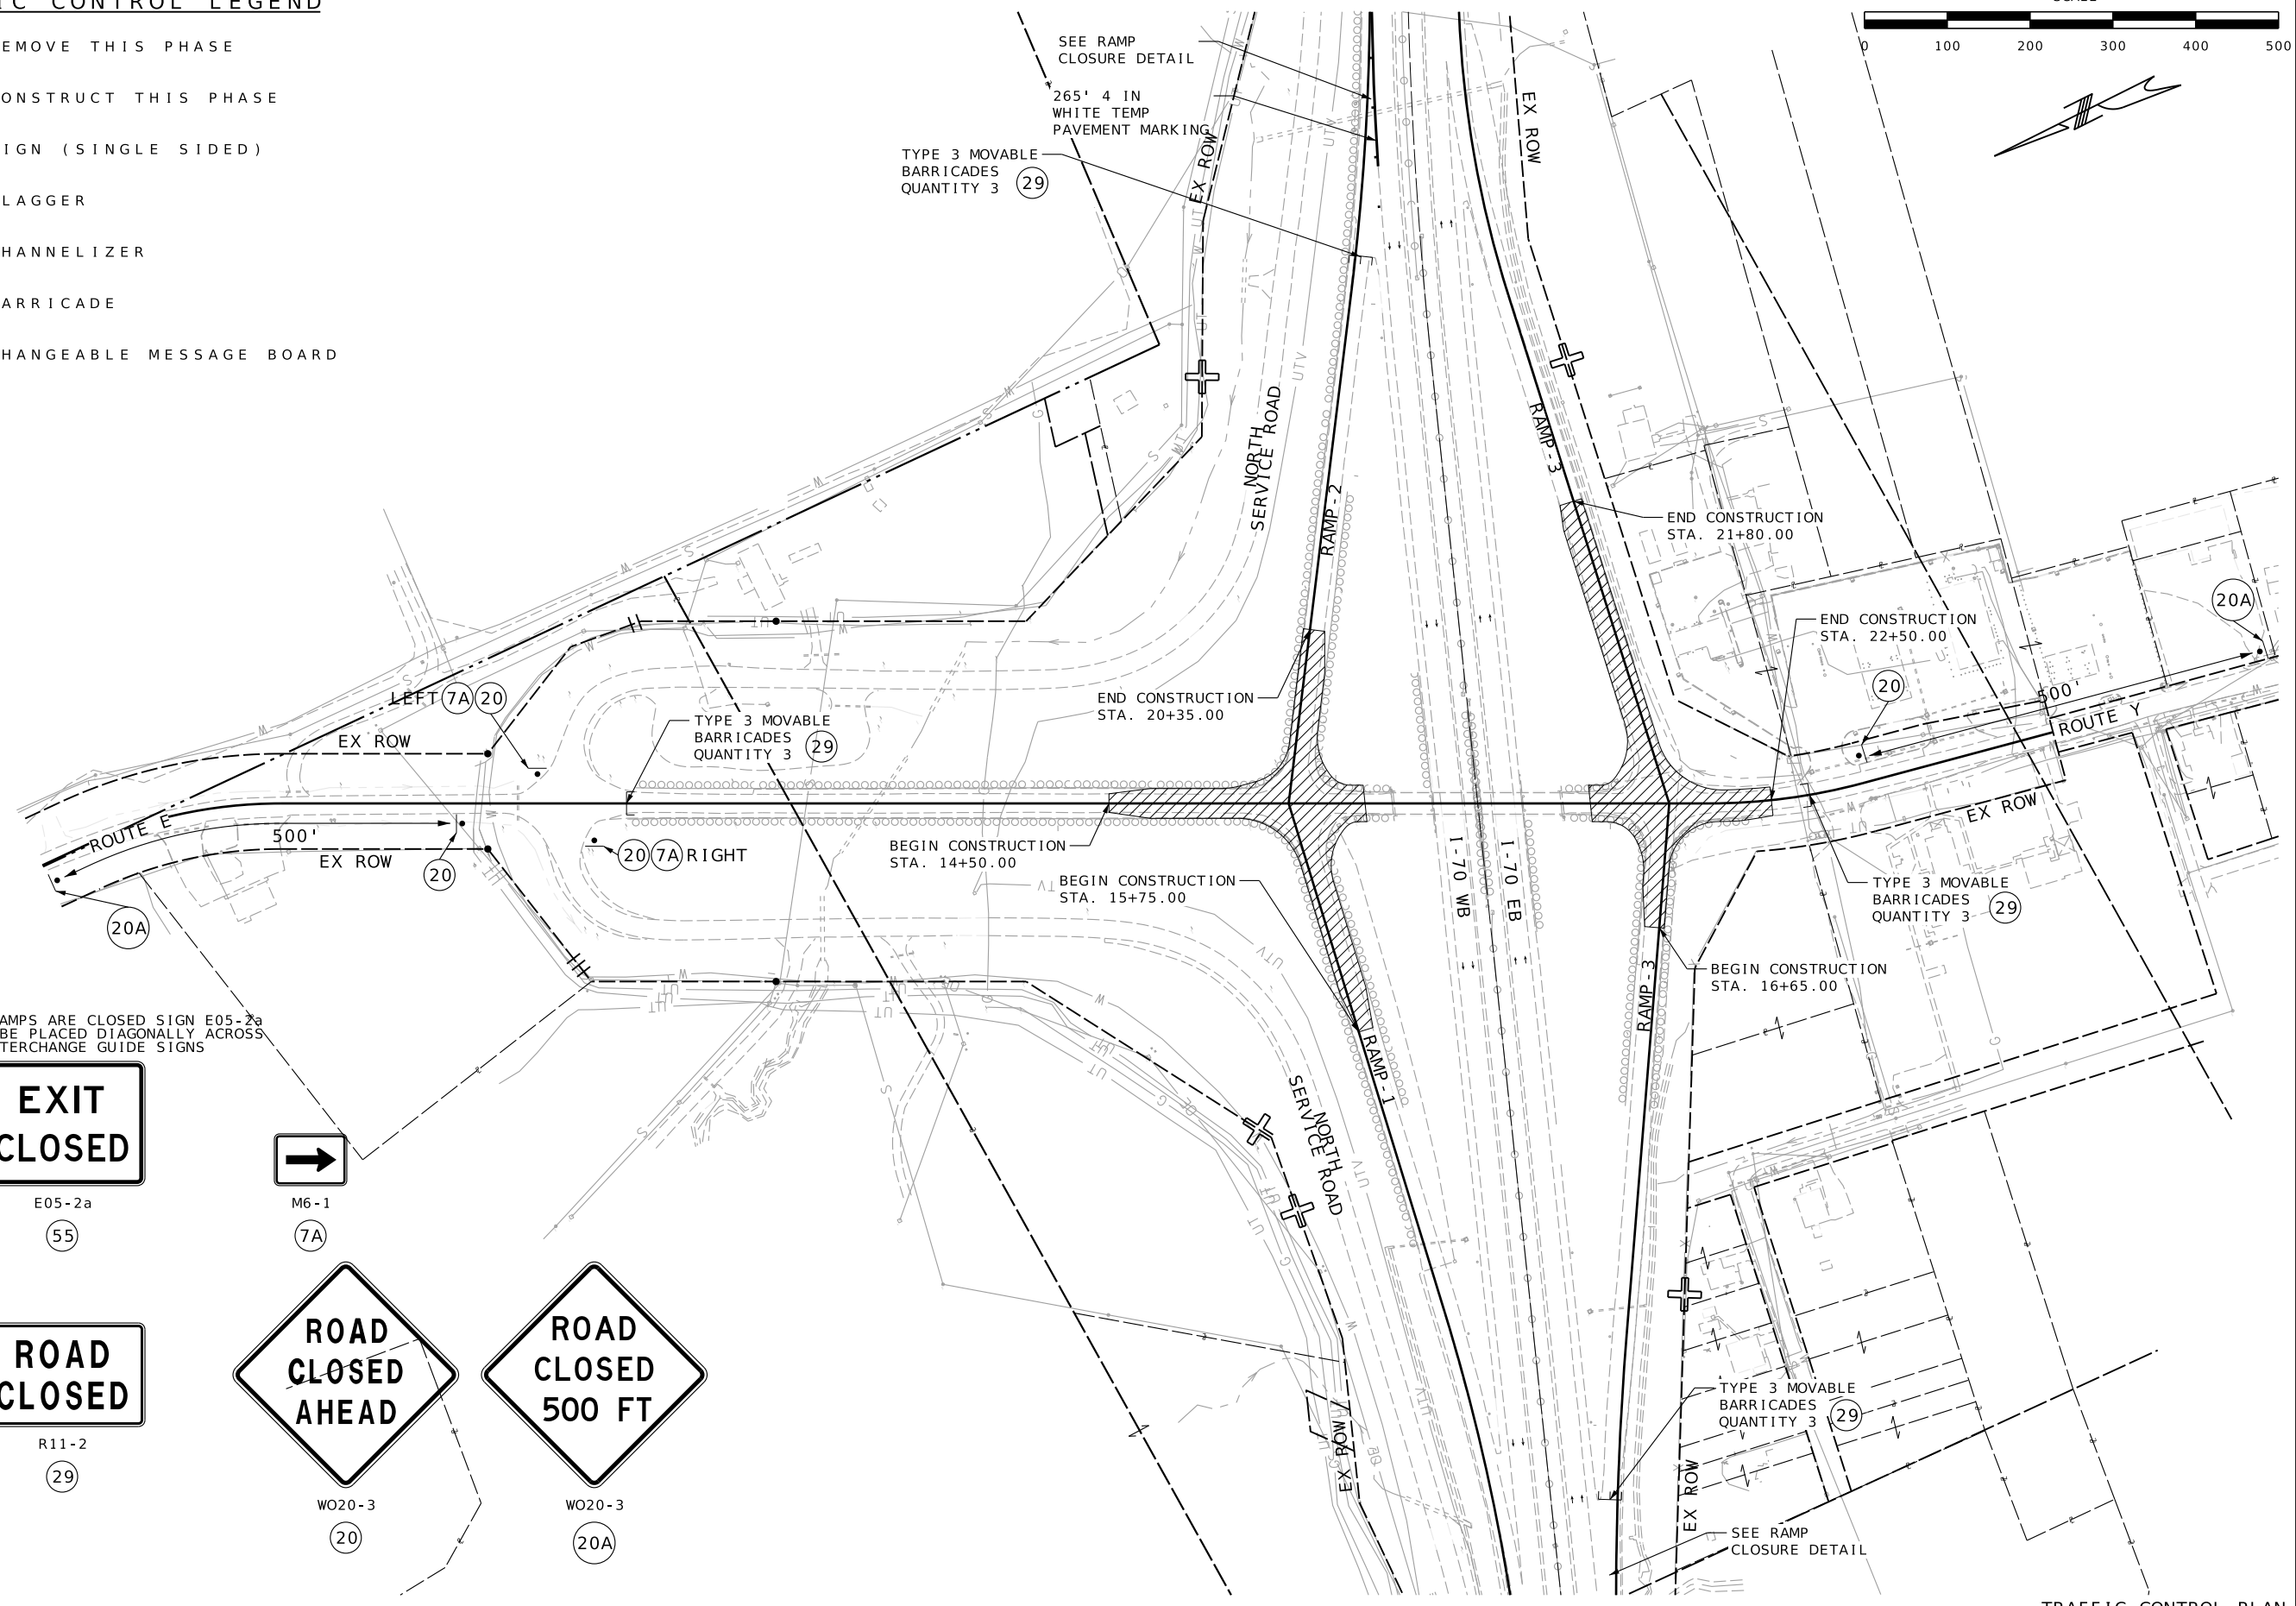 IC CONTROL LEGEND
EMOVE THIS PHASE
ONSTRUCT THIS PHASE
IGN (SINGLE SIDED)
LAGGER
HANNELIZER
ARRICADE
HANGEABLE MESSAGE BOARD
0 100 200 300 400 500
SEE RAMP
CLOSURE DETAIL
265' 4 IN
WHITE TEMP
PAVEMENT MARKING
TYPE 3 MOVABLE
BARRICADES
QUANTITY 3 29
EX ROW
EX ROW
NORTH
SERVICE ROAD
RAMP-2
RAMP-3
END CONSTRUCTION
STA. 21+80.00
END CONSTRUCTION
STA. 22+50.00
20A
20
500'
ROUTE Y
EX ROW
LEFT 7A 20
EX ROW
TYPE 3 MOVABLE
BARRICADES
QUANTITY 3 29
END CONSTRUCTION
STA. 20+35.00
ROUTE E
500'
EX ROW
20
20A
20 7A RIGHT
BEGIN CONSTRUCTION
STA. 14+50.00
BEGIN CONSTRUCTION
STA. 15+75.00
I-70 WB
I-70 EB
TYPE 3 MOVABLE
BARRICADES
QUANTITY 3 29
BEGIN CONSTRUCTION
STA. 16+65.00
RAMP-3
RAMP-1
NORTH
SERVICE ROAD
AMPS ARE CLOSED SIGN E05-2a
BE PLACED DIAGONALLY ACROSS
TERCHANGE GUIDE SIGNS
EXIT
CLOSED
E05-2a
55
M6-1
7A
ROAD
CLOSED
R11-2
29
ROAD
CLOSED
AHEAD
WO20-3
20
ROAD
CLOSED
500 FT
WO20-3
20A
EX ROW
EX ROW
TYPE 3 MOVABLE
BARRICADES
QUANTITY 3 29
SEE RAMP
CLOSURE DETAIL
TRAFFIC CONTROL PLAN